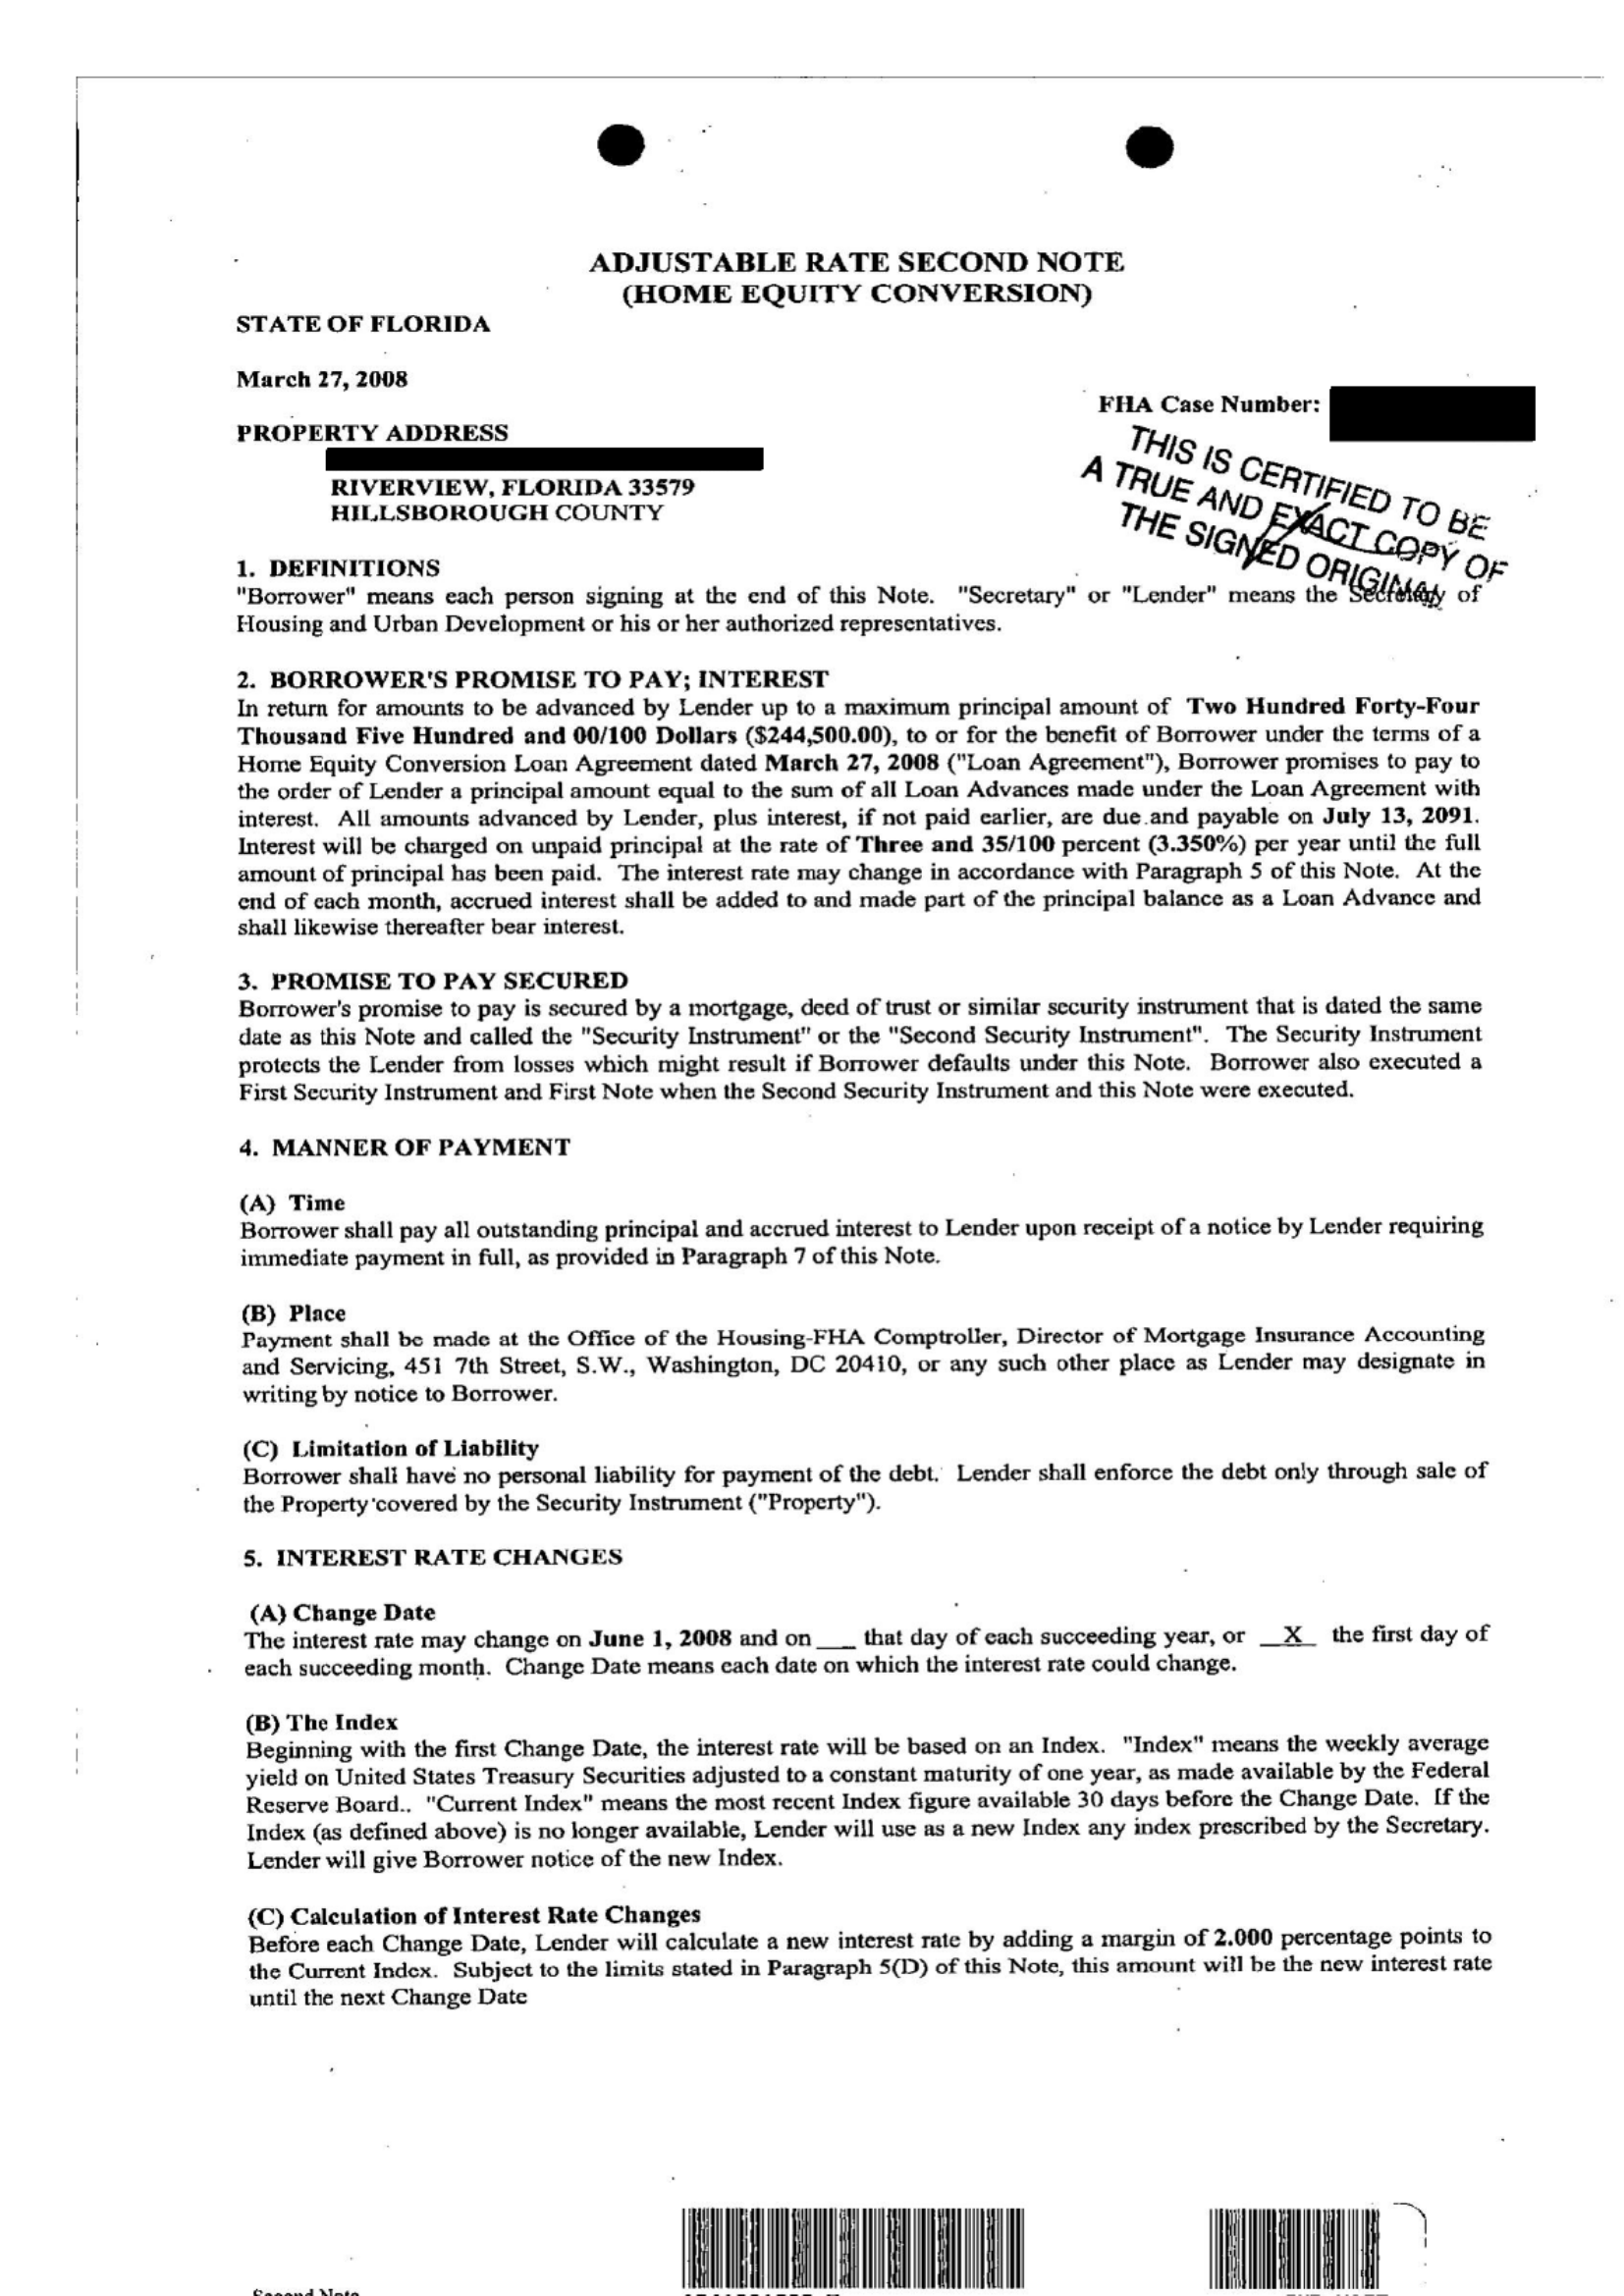 ADJUSTABLE RATE SECOND NOTE
(HOME EQUITY CONVERSION)
STATE OF FLORIDA
March 27, 2008
FHA Case Number:
PROPERTY ADDRESS
RIVERVIEW, FLORIDA 33579
HILLSBOROUGH COUNTY
THIS IS CERTIFIED TO BE
A TRUE AND EXACT COPY OF
THE SIGNED ORIGINAL
1. DEFINITIONS
"Borrower" means each person signing at the end of this Note. "Secretary" or "Lender" means the Secretary of
Housing and Urban Development or his or her authorized representatives.
2. BORROWER'S PROMISE TO PAY; INTEREST
In return for amounts to be advanced by Lender up to a maximum principal amount of Two Hundred Forty-Four
Thousand Five Hundred and 00/100 Dollars ($244,500.00), to or for the benefit of Borrower under the terms of a
Home Equity Conversion Loan Agreement dated March 27, 2008 ("Loan Agreement"), Borrower promises to pay to
the order of Lender a principal amount equal to the sum of all Loan Advances made under the Loan Agreement with
interest. All amounts advanced by Lender, plus interest, if not paid earlier, are due and payable on July 13, 2091.
Interest will be charged on unpaid principal at the rate of Three and 35/100 percent (3.350%) per year until the full
amount of principal has been paid. The interest rate may change in accordance with Paragraph 5 of this Note. At the
end of each month, accrued interest shall be added to and made part of the principal balance as a Loan Advance and
shall likewise thereafter bear interest.
3. PROMISE TO PAY SECURED
Borrower's promise to pay is secured by a mortgage, deed of trust or similar security instrument that is dated the same
date as this Note and called the "Security Instrument" or the "Second Security Instrument". The Security Instrument
protects the Lender from losses which might result if Borrower defaults under this Note. Borrower also executed a
First Security Instrument and First Note when the Second Security Instrument and this Note were executed.
4. MANNER OF PAYMENT
(A) Time
Borrower shall pay all outstanding principal and accrued interest to Lender upon receipt of a notice by Lender requiring
immediate payment in full, as provided in Paragraph 7 of this Note.
(B) Place
Payment shall be made at the Office of the Housing-FHA Comptroller, Director of Mortgage Insurance Accounting
and Servicing, 451 7th Street, S.W., Washington, DC 20410, or any such other place as Lender may designate in
writing by notice to Borrower.
(C) Limitation of Liability
Borrower shall have no personal liability for payment of the debt. Lender shall enforce the debt only through sale of
the Property covered by the Security Instrument ("Property").
5. INTEREST RATE CHANGES
(A) Change Date
The interest rate may change on June 1, 2008 and on ___ that day of each succeeding year, or _X_ the first day of
each succeeding month. Change Date means each date on which the interest rate could change.
(B) The Index
Beginning with the first Change Date, the interest rate will be based on an Index. "Index" means the weekly average
yield on United States Treasury Securities adjusted to a constant maturity of one year, as made available by the Federal
Reserve Board.. "Current Index" means the most recent Index figure available 30 days before the Change Date. If the
Index (as defined above) is no longer available, Lender will use as a new Index any index prescribed by the Secretary.
Lender will give Borrower notice of the new Index.
(C) Calculation of Interest Rate Changes
Before each Change Date, Lender will calculate a new interest rate by adding a margin of 2.000 percentage points to
the Current Index. Subject to the limits stated in Paragraph 5(D) of this Note, this amount will be the new interest rate
until the next Change Date
Second Note